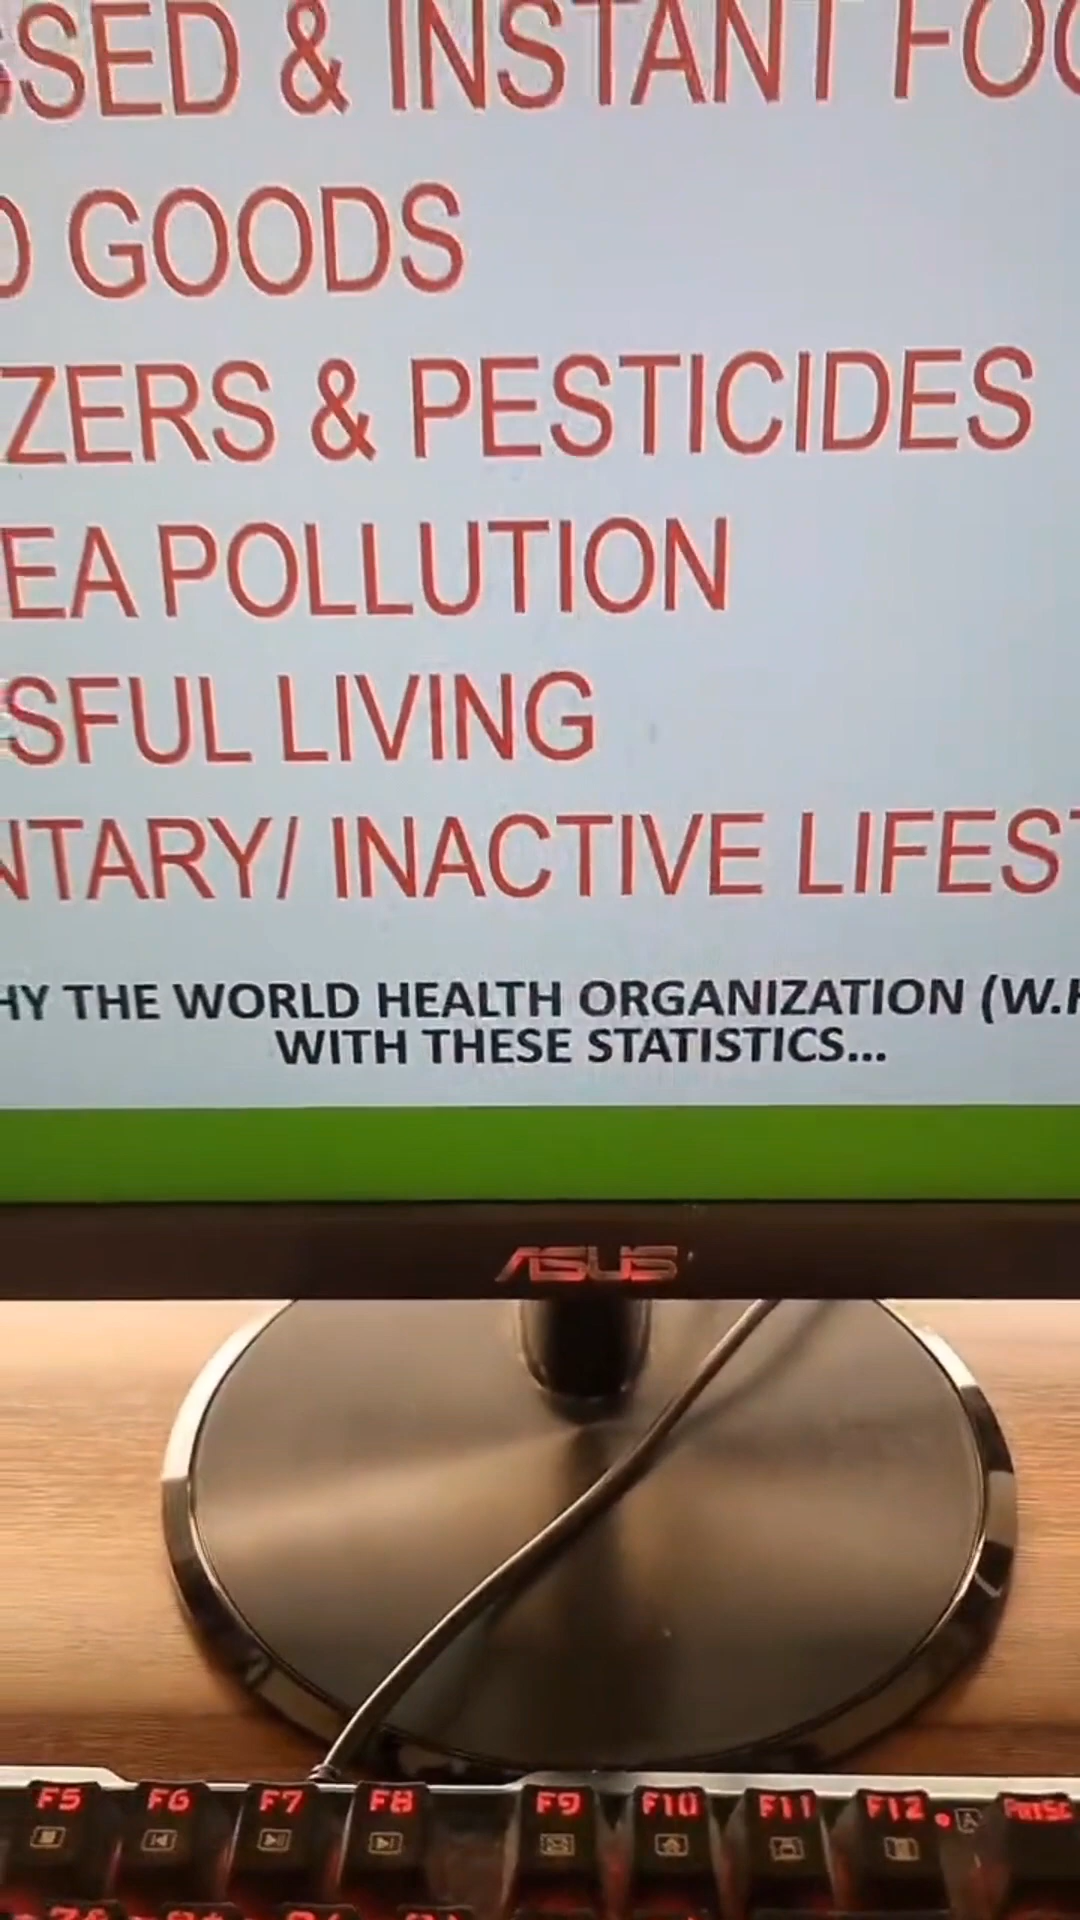 SSED & INSTANT FOO
D GOODS
ZERS & PESTICIDES
EA POLLUTION
SFUL LIVING
NTARY/ INACTIVE LIFEST
HY THE WORLD HEALTH ORGANIZATION (W.H
WITH THESE STATISTICS...
ASUS
F5 F6 F7 F8 F9 F10 F11 F12